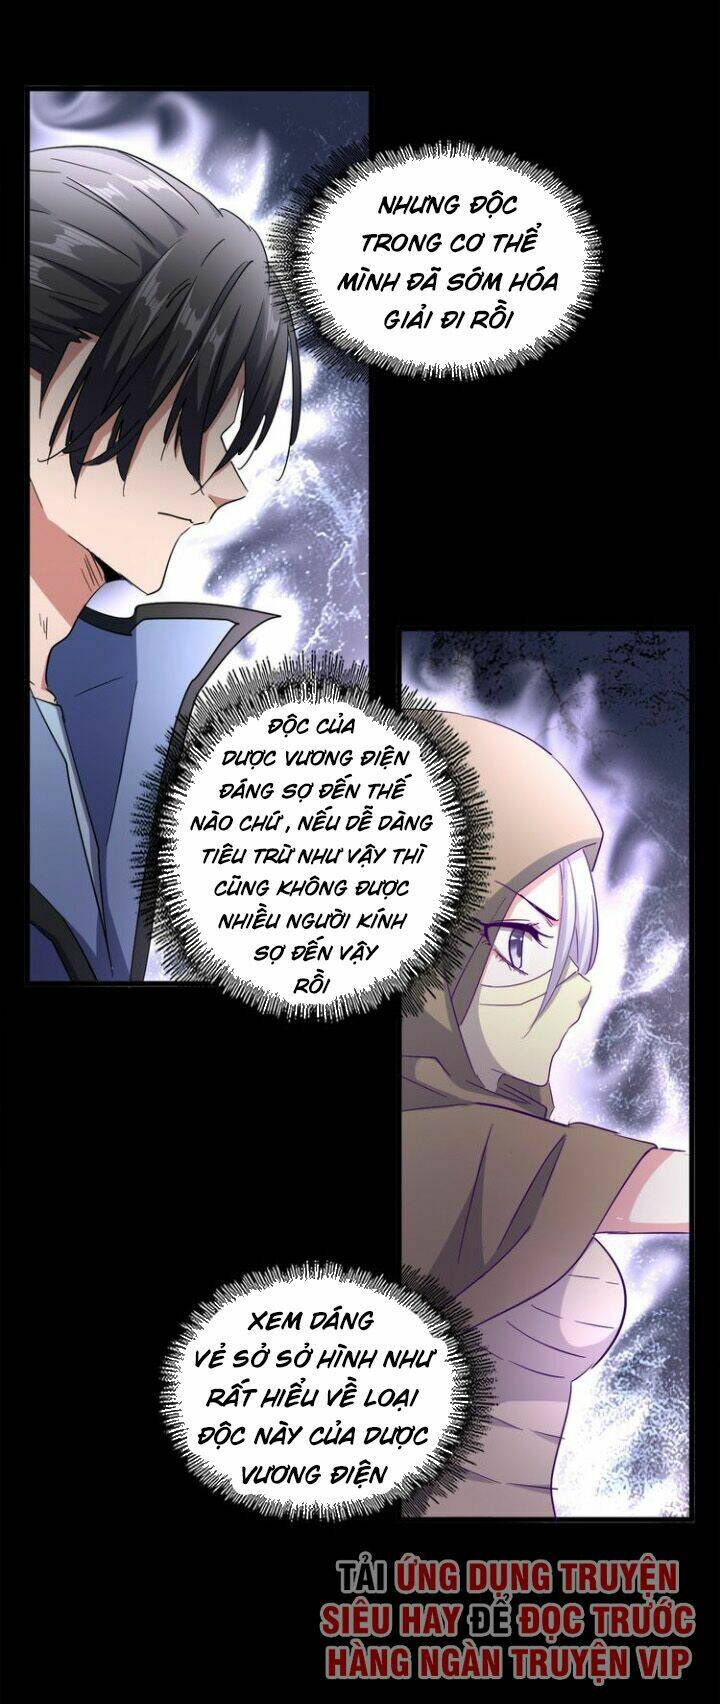 NHƯNG ĐỘC
TRONG CƠ THỂ
MÌNH ĐÃ SỚM HÓA
GIẢI ĐI RỒI
ĐỘC CỦA
DƯỢC VƯƠNG ĐIỆN
ĐÁNG SỢ ĐẾN THẾ
NÀO CHỨ , NẾU DỄ DÀNG
TIÊU TRỪ NHƯ VẬY THÌ
CŨNG KHÔNG ĐƯỢC
NHIỀU NGƯỜI KÍNH
SỢ ĐẾN VẬY
RỒI
XEM DÁNG
VẺ SỞ SỞ HÌNH NHƯ
RẤT HIỂU VỀ LOẠI
ĐỘC NÀY CỦA DƯỢC
VƯƠNG ĐIỆN
TẢI ỨNG DỤNG TRUYỆN
SIÊU HAY ĐỂ ĐỌC TRƯỚC
HÀNG NGÀN TRUYỆN VIP